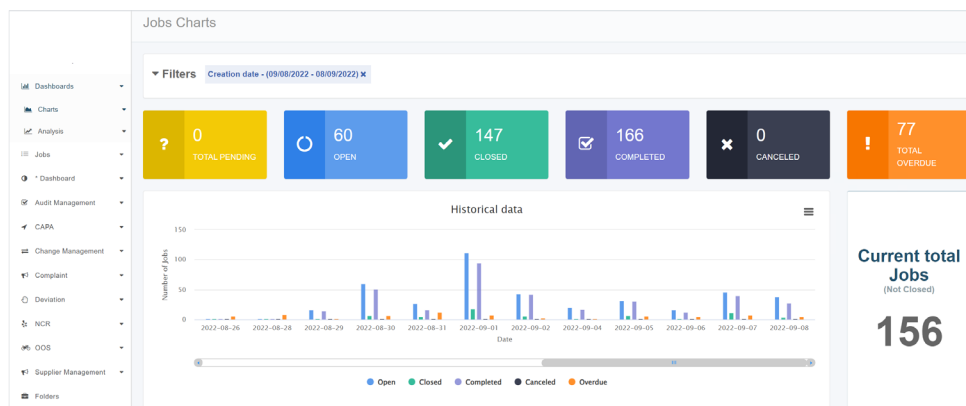 Jobs Charts
Filters
Creation date - (09/08/2022 - 08/09/2022) ×
Dashboards
Charts
Analysis
Jobs
* Dashboard
Audit Management
CAPA
Change Management
Complaint
Deviation
NCR
OOS
Supplier Management
Folders
0
TOTAL PENDING
60
OPEN
147
CLOSED
166
COMPLETED
0
CANCELED
77
TOTAL
OVERDUE
Historical data
Number of Jobs
150
100
50
0
2022-08-26 2022-08-28 2022-08-29 2022-08-30 2022-08-31 2022-09-01 2022-09-02 2022-09-04 2022-09-05 2022-09-06 2022-09-07 2022-09-08
Date
Open Closed Completed Canceled Overdue
Current total
Jobs
(Not Closed)
156